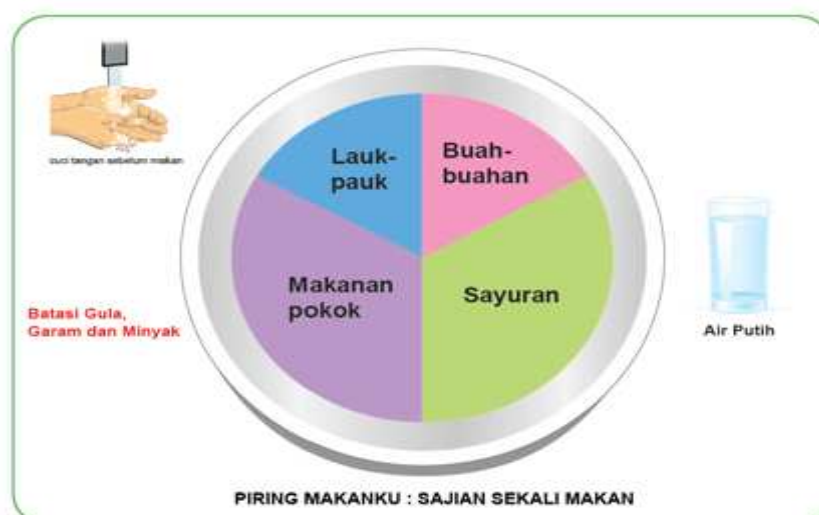 cuci tangan sebelum makan
Lauk-
pauk
Buah-
buahan
Makanan
pokok
Sayuran
Batasi Gula,
Garam dan Minyak
Air Putih
PIRING MAKANKU : SAJIAN SEKALI MAKAN